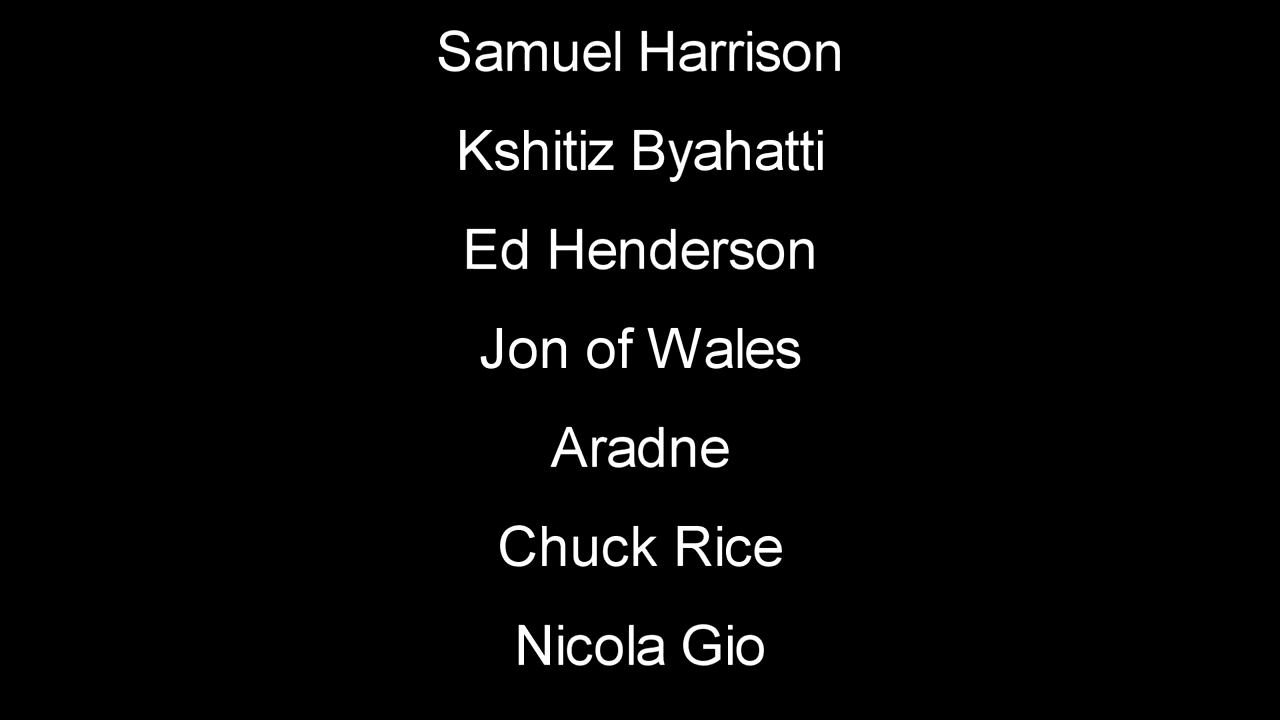 Samuel Harrison
Kshitiz Byahatti
Ed Henderson
Jon of Wales
Aradne
Chuck Rice
Nicola Gio